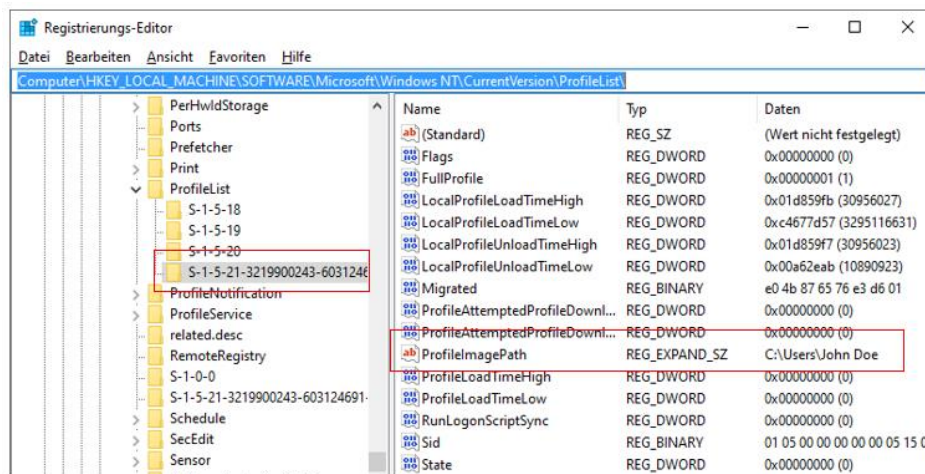 Registrierungs-Editor
Datei Bearbeiten Ansicht Favoriten Hilfe
Computer\HKEY_LOCAL_MACHINE\SOFTWARE\Microsoft\Windows NT\CurrentVersion\ProfileList\
PerHwIdStorage
Ports
Prefetcher
Print
ProfileList
S-1-5-18
S-1-5-19
S-1-5-20
S-1-5-21-3219900243-6031246
ProfileNotification
ProfileService
related.desc
RemoteRegistry
S-1-0-0
S-1-5-21-3219900243-603124691-
Schedule
SecEdit
Sensor
Name Typ Daten
(Standard) REG_SZ (Wert nicht festgelegt)
Flags REG_DWORD 0x00000000 (0)
FullProfile REG_DWORD 0x00000001 (1)
LocalProfileLoadTimeHigh REG_DWORD 0x01d859fb (30956027)
LocalProfileLoadTimeLow REG_DWORD 0xc4677d57 (3295116631)
LocalProfileUnloadTimeHigh REG_DWORD 0x01d859f7 (30956023)
LocalProfileUnloadTimeLow REG_DWORD 0x00a62eab (10890923)
Migrated REG_BINARY e0 4b 87 65 76 e3 d6 01
ProfileAttemptedProfileDownl... REG_DWORD 0x00000000 (0)
ProfileAttemptedProfileDownl... REG_DWORD 0x00000000 (0)
ProfileImagePath REG_EXPAND_SZ C:\Users\John Doe
ProfileLoadTimeHigh REG_DWORD 0x00000000 (0)
ProfileLoadTimeLow REG_DWORD 0x00000000 (0)
RunLogonScriptSync REG_DWORD 0x00000000 (0)
Sid REG_BINARY 01 05 00 00 00 00 00 05 15 0
State REG_DWORD 0x00000000 (0)